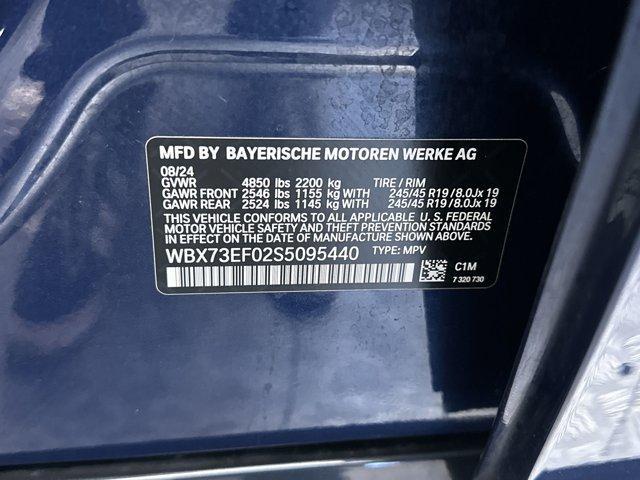 MFD BY BAYERISCHE MOTOREN WERKE AG
08/24
GVWR 4850 lbs 2200 kg TIRE / RIM
GAWR FRONT 2546 lbs 1155 kg WITH 245/45 R19 / 8.0Jx 19
GAWR REAR 2524 lbs 1145 kg WITH 245/45 R19 / 8.0Jx 19
THIS VEHICLE CONFORMS TO ALL APPLICABLE U. S. FEDERAL
MOTOR VEHICLE SAFETY AND THEFT PREVENTION STANDARDS
IN EFFECT ON THE DATE OF MANUFACTURE SHOWN ABOVE.
WBX73EF02S5095440 TYPE: MPV
C1M
7 320 730